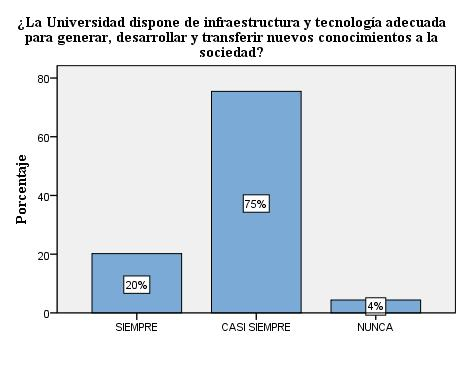 ¿La Universidad dispone de infraestructura y tecnología adecuada
para generar, desarrollar y transferir nuevos conocimientos a la
sociedad?
80
60
40
20
0
Porcentaje
20%
75%
4%
SIEMPRE
CASI SIEMPRE
NUNCA